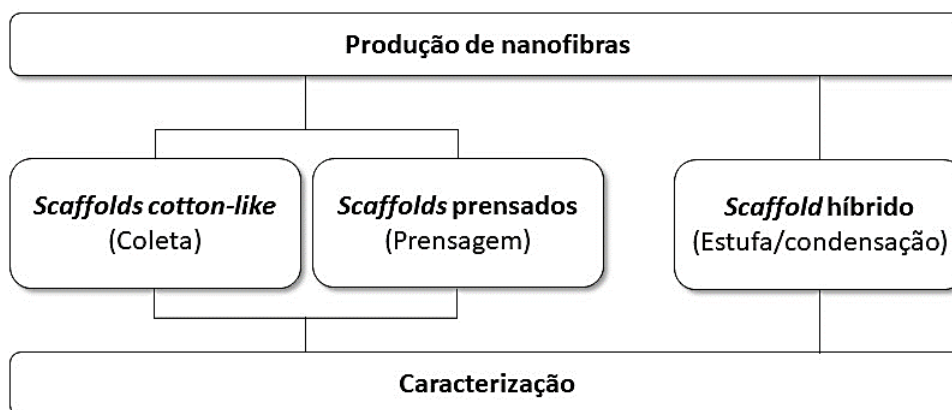 Produção de nanofibras
Scaffolds cotton-like
(Coleta)
Scaffolds prensados
(Prensagem)
Scaffold híbrido
(Estufa/condensação)
Caracterização